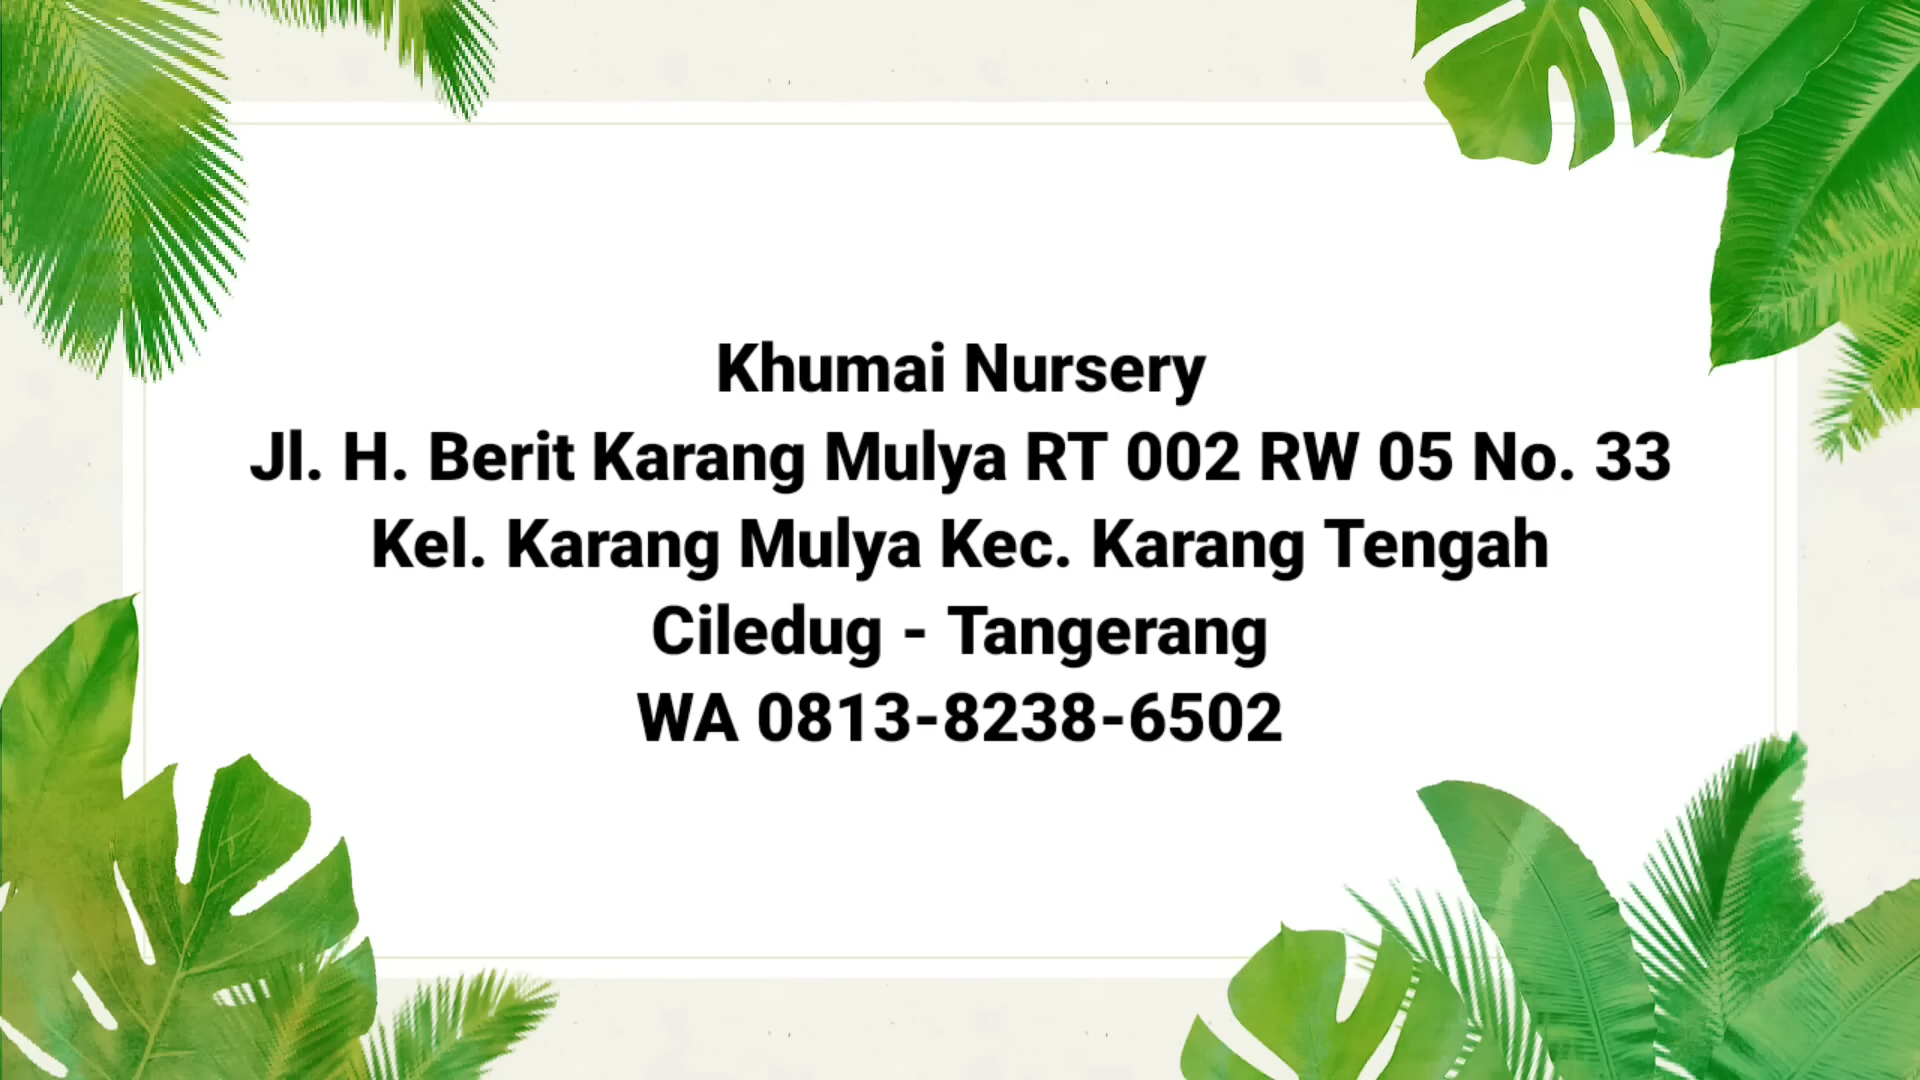 Khumai Nursery
Jl. H. Berit Karang Mulya RT 002 RW 05 No. 33
Kel. Karang Mulya Kec. Karang Tengah
Ciledug - Tangerang
WA 0813-8238-6502